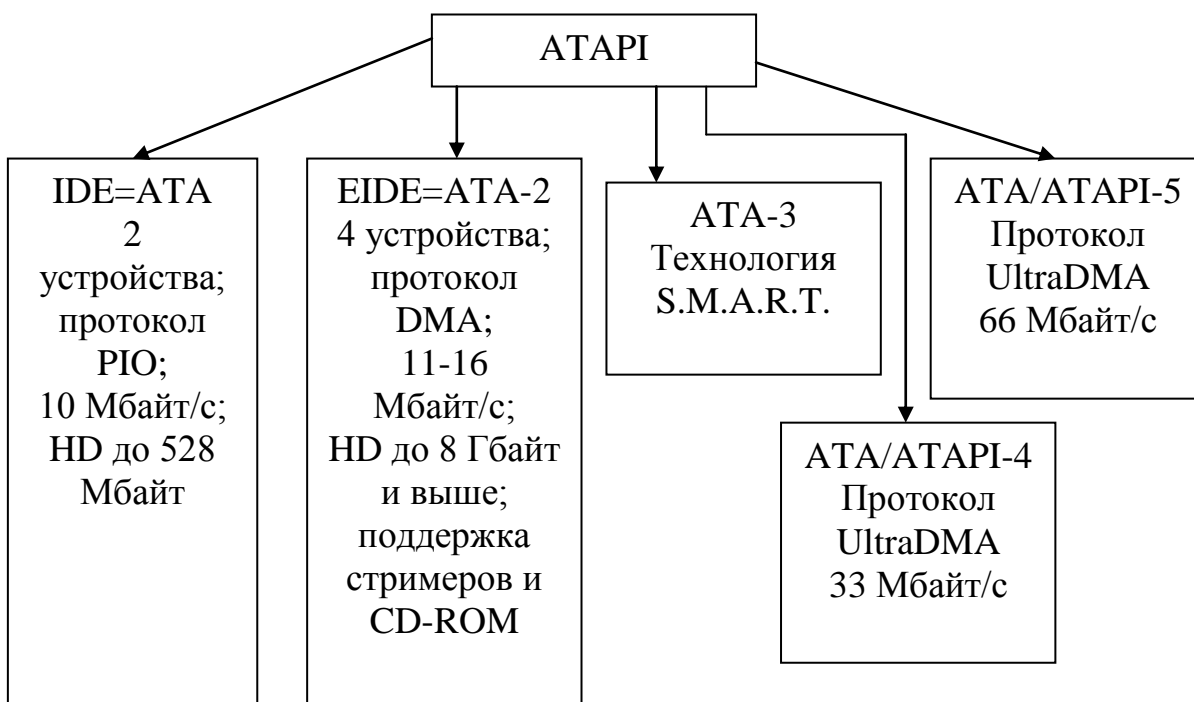 ATAPI
IDE=ATA
2
устройства;
протокол
PIO;
10 Мбайт/с;
HD до 528
Мбайт
EIDE=ATA-2
4 устройства;
протокол
DMA;
11-16
Мбайт/с;
HD до 8 Гбайт
и выше;
поддержка
стримеров и
CD-ROM
ATA-3
Технология
S.M.A.R.T.
ATA/ATAPI-4
Протокол
UltraDMA
33 Мбайт/с
ATA/ATAPI-5
Протокол
UltraDMA
66 Мбайт/с